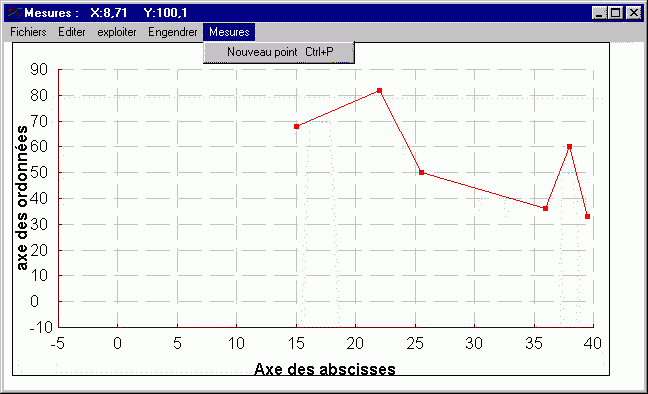 Mesures :    X:8,71    Y:100,1
Fichiers Editer exploiter Engendrer Mesures
Nouveau point Ctrl+P
90
80
70
60
50
40
30
20
10
0
-10
-5 0 5 10 15 20 25 30 35 40
axe des ordonnées
Axe des abscisses